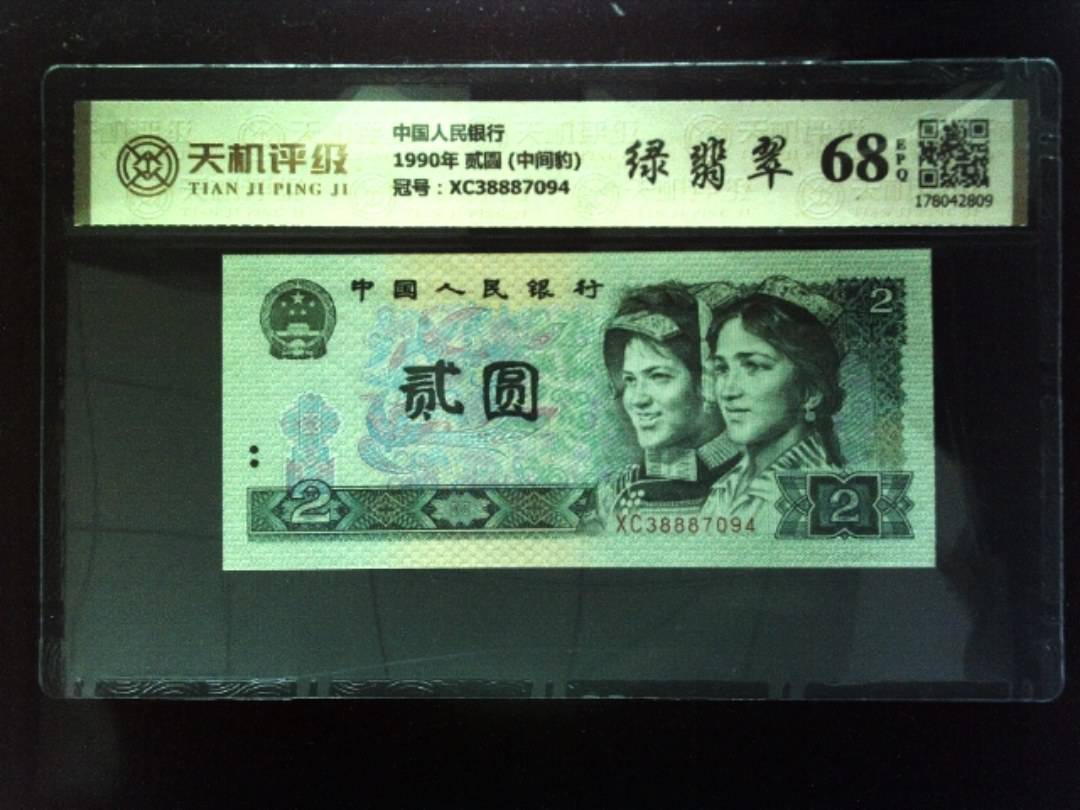 天机评级
TIAN JI PING JI
中国人民银行
1990年 贰圆 (中间豹)
冠号：XC38887094
绿翡翠
68
EPQ
178042809
中国人民银行
2
贰圆
2
2
XC38887094